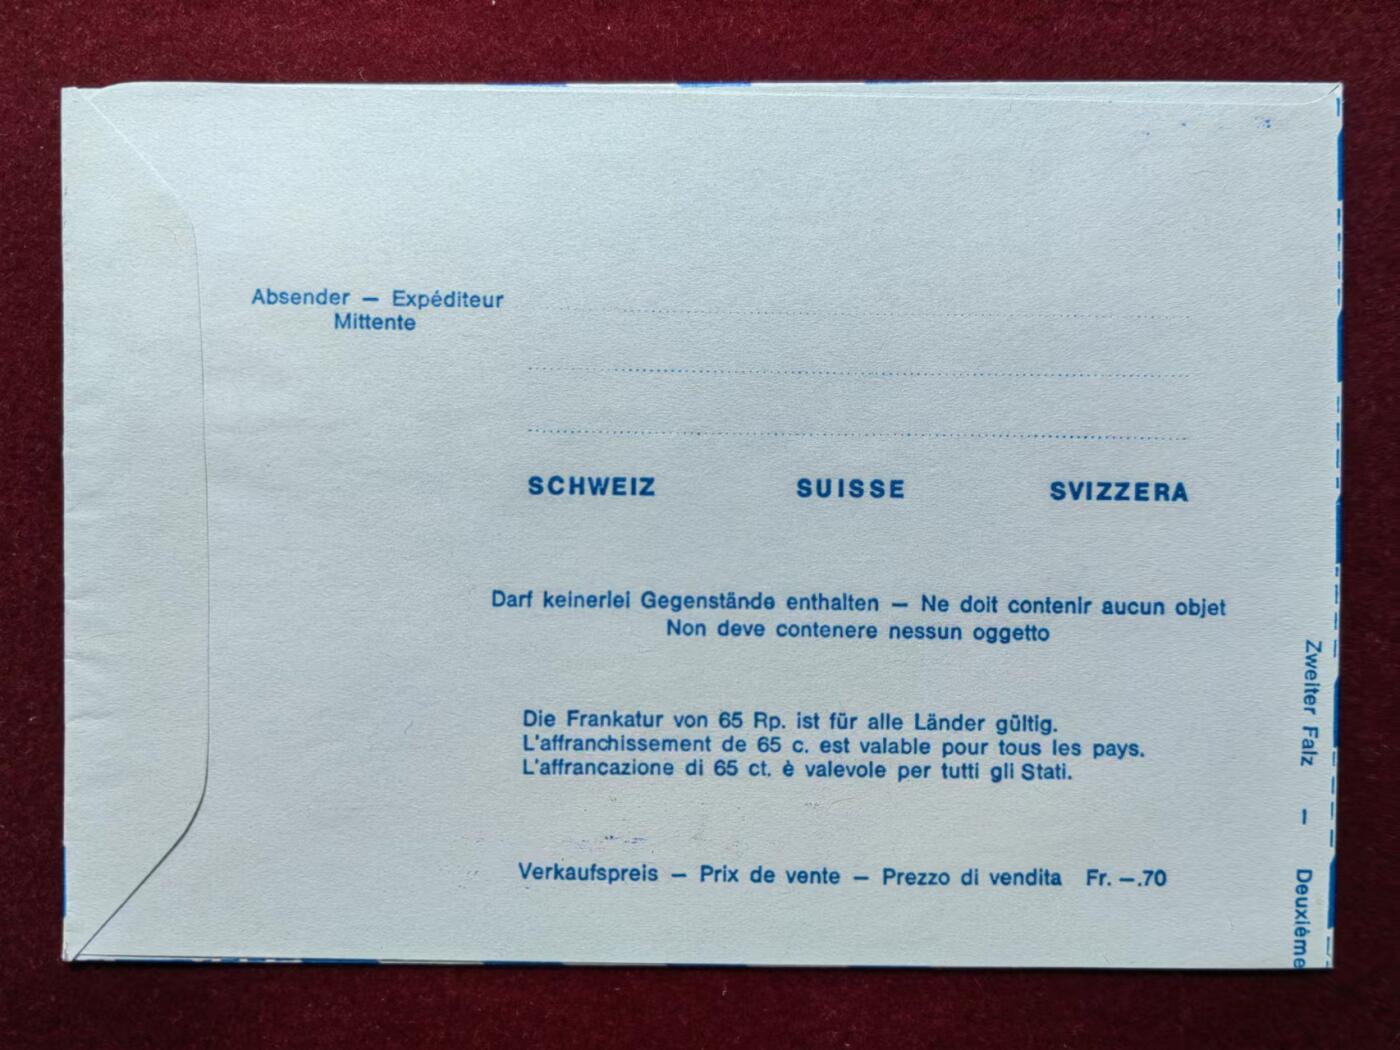 Absender — Expéditeur
Mittente
SCHWEIZ SUISSE SVIZZERA
Darf keinerlei Gegenstände enthalten — Ne doit contenir aucun objet
Non deve contenere nessun oggetto
Die Frankatur von 65 Rp. ist für alle Länder gültig.
L'affranchissement de 65 c. est valable pour tous les pays.
L'affrancazione di 65 ct. è valevole per tutti gli Stati.
Verkaufspreis — Prix de vente — Prezzo di vendita Fr. —.70
Zweiter Falz — Deuxième